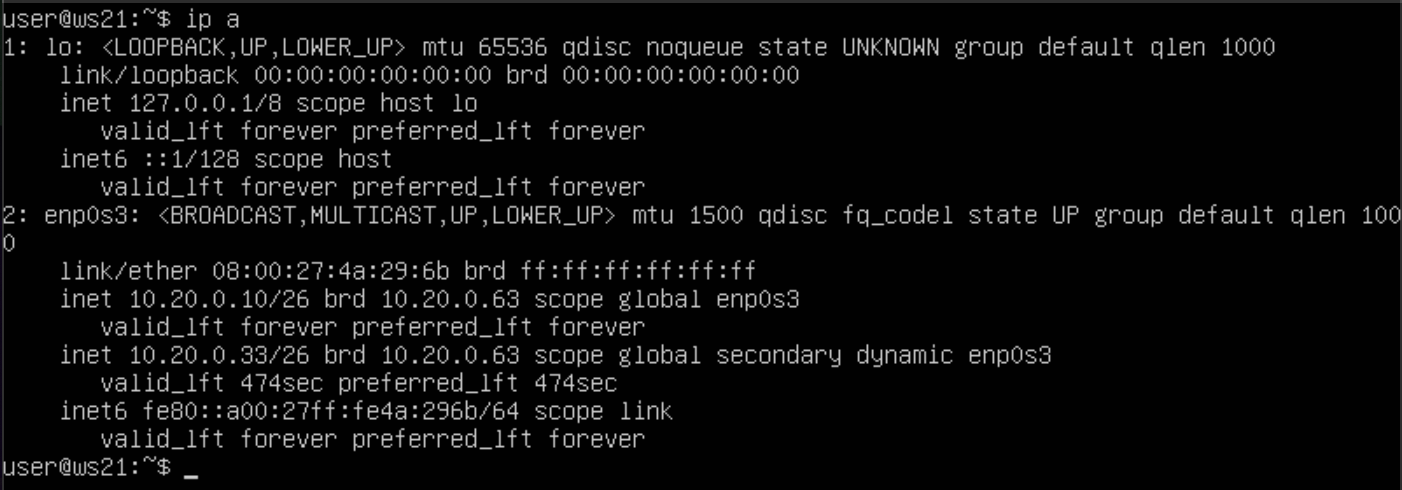 user@ws21:~$ ip a
1: lo: <LOOPBACK,UP,LOWER_UP> mtu 65536 qdisc noqueue state UNKNOWN group default qlen 1000
    link/loopback 00:00:00:00:00:00 brd 00:00:00:00:00:00
    inet 127.0.0.1/8 scope host lo
       valid_lft forever preferred_lft forever
    inet6 ::1/128 scope host
       valid_lft forever preferred_lft forever
2: enp0s3: <BROADCAST,MULTICAST,UP,LOWER_UP> mtu 1500 qdisc fq_codel state UP group default qlen 100
0
    link/ether 08:00:27:4a:29:6b brd ff:ff:ff:ff:ff:ff
    inet 10.20.0.10/26 brd 10.20.0.63 scope global enp0s3
       valid_lft forever preferred_lft forever
    inet 10.20.0.33/26 brd 10.20.0.63 scope global secondary dynamic enp0s3
       valid_lft 474sec preferred_lft 474sec
    inet6 fe80::a00:27ff:fe4a:296b/64 scope link
       valid_lft forever preferred_lft forever
user@ws21:~$ _